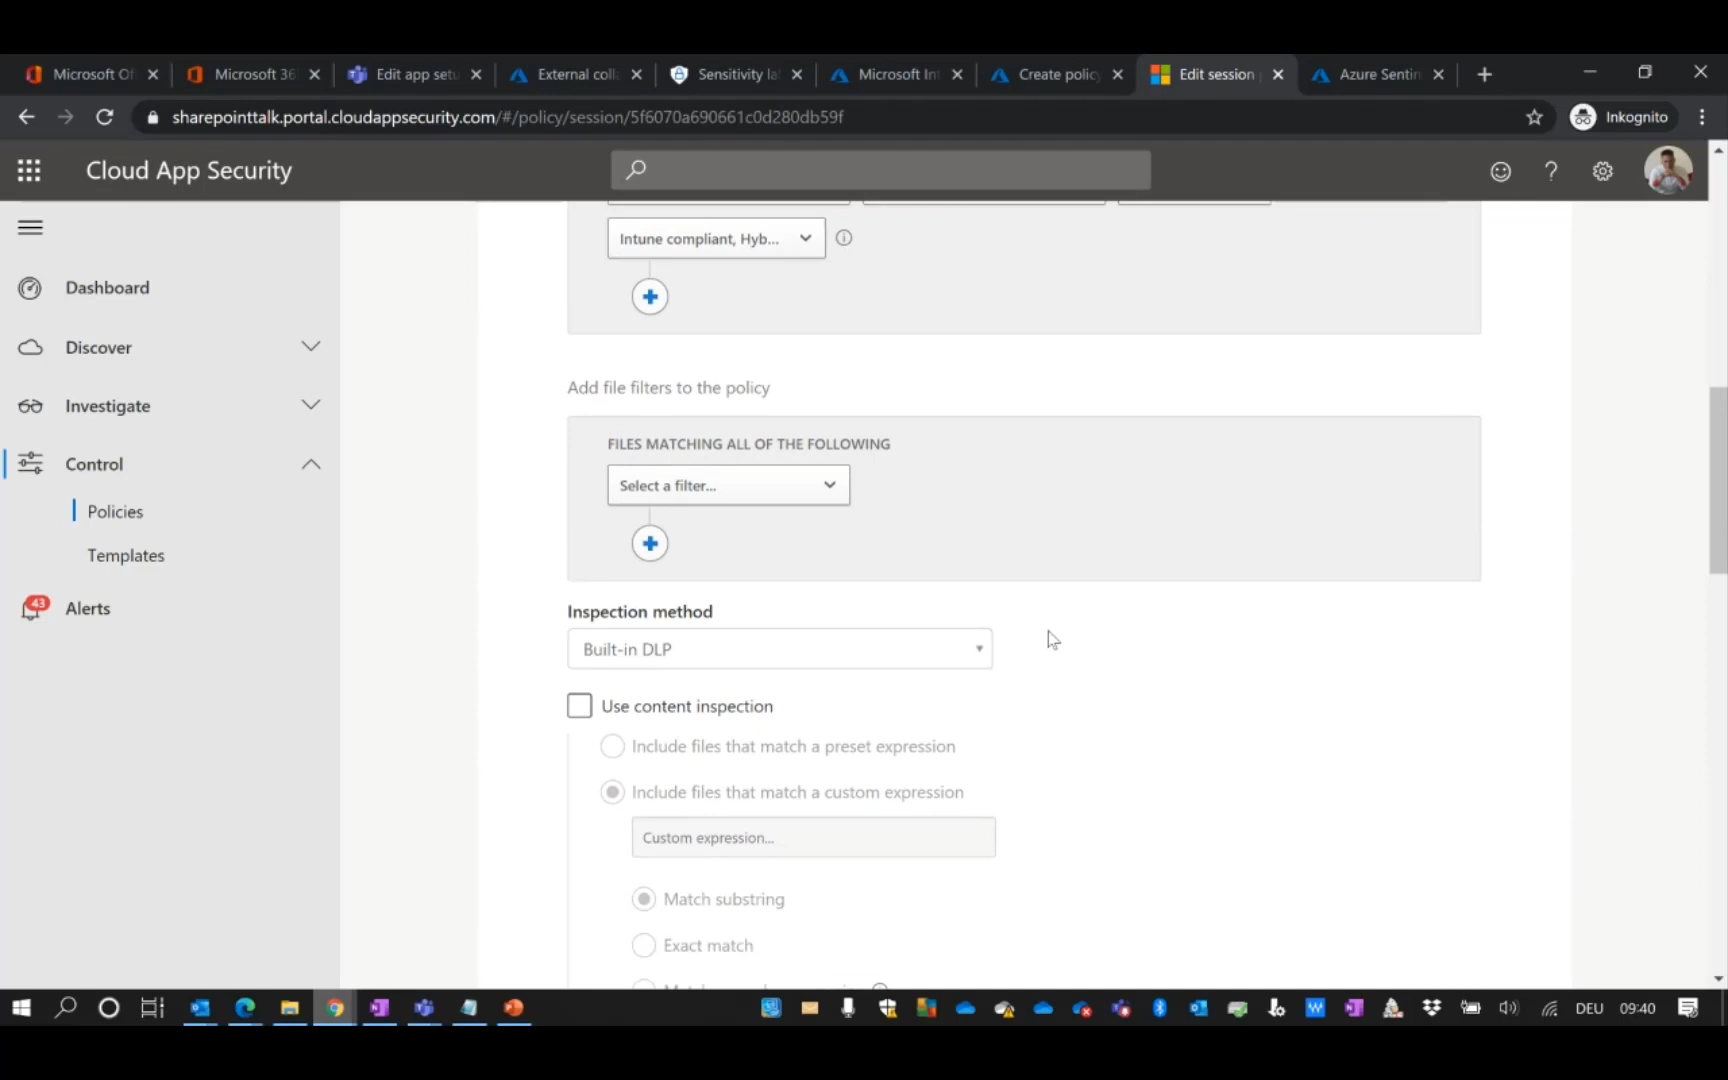 Microsoft Of
Microsoft 36
Edit app setu
External colla
Sensitivity la
Microsoft Int
Create policy
Edit session
Azure Sentin
sharepointtalk.portal.cloudappsecurity.com/#/policy/session/5f6070a690661c0d280db59f
Inkognito
Cloud App Security
Intune compliant, Hyb...
Dashboard
Discover
Add file filters to the policy
Investigate
FILES MATCHING ALL OF THE FOLLOWING
Control
Select a filter...
Policies
Templates
43
Alerts
Inspection method
Built-in DLP
Use content inspection
Include files that match a preset expression
Include files that match a custom expression
Custom expression...
Match substring
Exact match
DEU
09:40